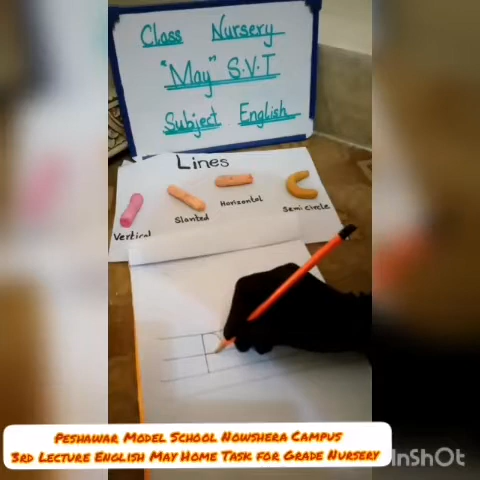 Class Nursery
"May" S.V.T
Subject English
Lines
Vertical
Slanted
Horizontal
Semi circle
Peshawar Model School Nowshera Campus
3rd Lecture English May Home Task for Grade Nursery
InShOt